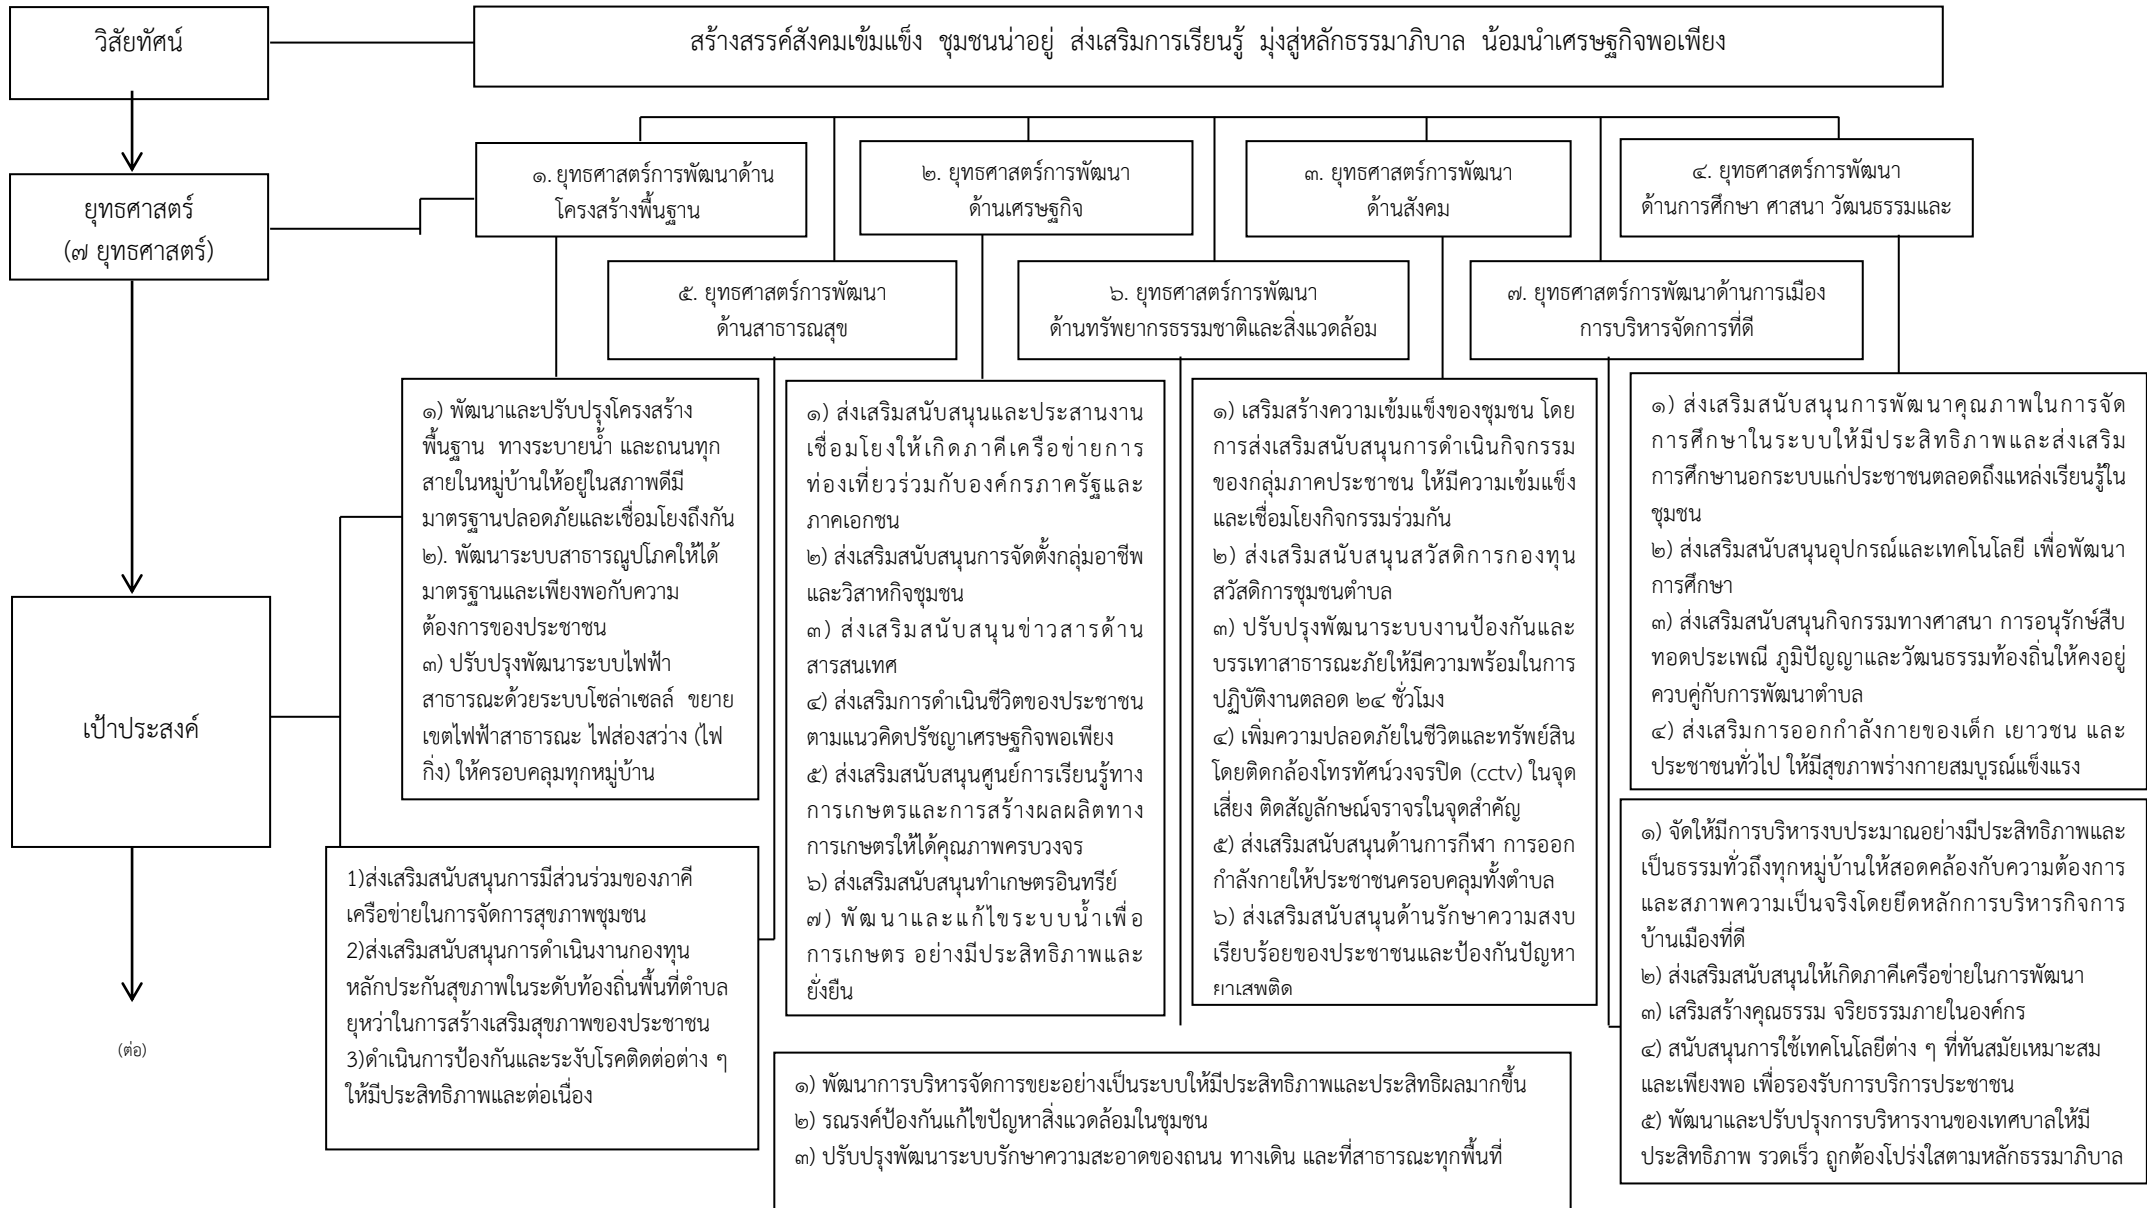 วิสัยทัศน์
สร้างสรรค์สังคมเข้มแข็ง ชุมชนน่าอยู่ ส่งเสริมการเรียนรู้ มุ่งสู่หลักธรรมาภิบาล น้อมนำเศรษฐกิจพอเพียง
ยุทธศาสตร์
(๗ ยุทธศาสตร์)
๑. ยุทธศาสตร์การพัฒนาด้าน
โครงสร้างพื้นฐาน
๒. ยุทธศาสตร์การพัฒนา
ด้านเศรษฐกิจ
๓. ยุทธศาสตร์การพัฒนา
ด้านสังคม
๔. ยุทธศาสตร์การพัฒนา
ด้านการศึกษา ศาสนา วัฒนธรรมและ
๕. ยุทธศาสตร์การพัฒนา
ด้านสาธารณสุข
๖. ยุทธศาสตร์การพัฒนา
ด้านทรัพยากรธรรมชาติและสิ่งแวดล้อม
๗. ยุทธศาสตร์การพัฒนาด้านการเมือง
การบริหารจัดการที่ดี
เป้าประสงค์
๑) พัฒนาและปรับปรุงโครงสร้าง
พื้นฐาน ทางระบายน้ำ และถนนทุก
สายในหมู่บ้านให้อยู่ในสภาพดีมี
มาตรฐานปลอดภัยและเชื่อมโยงถึงกัน
๒). พัฒนาระบบสาธารณูปโภคให้ได้
มาตรฐานและเพียงพอกับความ
ต้องการของประชาชน
๓) ปรับปรุงพัฒนาระบบไฟฟ้า
สาธารณะด้วยระบบโซล่าเซลล์ ขยาย
เขตไฟฟ้าสาธารณะ ไฟส่องสว่าง (ไฟ
กิ่ง) ให้ครอบคลุมทุกหมู่บ้าน
๑) ส่งเสริมสนับสนุนและประสานงาน
เชื่อมโยงให้เกิดภาคีเครือข่ายการ
ท่องเที่ยวร่วมกับองค์กรภาครัฐและ
ภาคเอกชน
๒) ส่งเสริมสนับสนุนการจัดตั้งกลุ่มอาชีพ
และวิสาหกิจชุมชน
๓) ส่งเสริมสนับสนุนข่าวสารด้าน
สารสนเทศ
๔) ส่งเสริมการดำเนินชีวิตของประชาชน
ตามแนวคิดปรัชญาเศรษฐกิจพอเพียง
๕) ส่งเสริมสนับสนุนศูนย์การเรียนรู้ทาง
การเกษตรและการสร้างผลผลิตทาง
การเกษตรให้ได้คุณภาพครบวงจร
๖) ส่งเสริมสนับสนุนทำเกษตรอินทรีย์
๗) พัฒนาและแก้ไขระบบน้ำเพื่อ
การเกษตร อย่างมีประสิทธิภาพและ
ยั่งยืน
๑) เสริมสร้างความเข้มแข็งของชุมชน โดย
การส่งเสริมสนับสนุนการดำเนินกิจกรรม
ของกลุ่มภาคประชาชน ให้มีความเข้มแข็ง
และเชื่อมโยงกิจกรรมร่วมกัน
๒) ส่งเสริมสนับสนุนสวัสดิการกองทุน
สวัสดิการชุมชนตำบล
๓) ปรับปรุงพัฒนาระบบงานป้องกันและ
บรรเทาสาธารณะภัยให้มีความพร้อมในการ
ปฏิบัติงานตลอด ๒๔ ชั่วโมง
๔) เพิ่มความปลอดภัยในชีวิตและทรัพย์สิน
โดยติดกล้องโทรทัศน์วงจรปิด (cctv) ในจุด
เสี่ยง ติดสัญลักษณ์จราจรในจุดสำคัญ
๕) ส่งเสริมสนับสนุนด้านการกีฬา การออก
กำลังกายให้ประชาชนครอบคลุมทั้งตำบล
๖) ส่งเสริมสนับสนุนด้านรักษาความสงบ
เรียบร้อยของประชาชนและป้องกันปัญหา
ยาเสพติด
๑) ส่งเสริมสนับสนุนการพัฒนาคุณภาพในการจัด
การศึกษาในระบบให้มีประสิทธิภาพและส่งเสริม
การศึกษานอกระบบแก่ประชาชนตลอดถึงแหล่งเรียนรู้ใน
ชุมชน
๒) ส่งเสริมสนับสนุนอุปกรณ์และเทคโนโลยี เพื่อพัฒนา
การศึกษา
๓) ส่งเสริมสนับสนุนกิจกรรมทางศาสนา การอนุรักษ์สืบ
ทอดประเพณี ภูมิปัญญาและวัฒนธรรมท้องถิ่นให้คงอยู่
ควบคู่กับการพัฒนาตำบล
๔) ส่งเสริมการออกกำลังกายของเด็ก เยาวชน และ
ประชาชนทั่วไป ให้มีสุขภาพร่างกายสมบูรณ์แข็งแรง
1)ส่งเสริมสนับสนุนการมีส่วนร่วมของภาคี
เครือข่ายในการจัดการสุขภาพชุมชน
2)ส่งเสริมสนับสนุนการดำเนินงานกองทุน
หลักประกันสุขภาพในระดับท้องถิ่นพื้นที่ตำบล
ยุหว่าในการสร้างเสริมสุขภาพของประชาชน
3)ดำเนินการป้องกันและระงับโรคติดต่อต่าง ๆ
ให้มีประสิทธิภาพและต่อเนื่อง
๑) จัดให้มีการบริหารงบประมาณอย่างมีประสิทธิภาพและ
เป็นธรรมทั่วถึงทุกหมู่บ้านให้สอดคล้องกับความต้องการ
และสภาพความเป็นจริงโดยยึดหลักการบริหารกิจการ
บ้านเมืองที่ดี
๒) ส่งเสริมสนับสนุนให้เกิดภาคีเครือข่ายในการพัฒนา
๓) เสริมสร้างคุณธรรม จริยธรรมภายในองค์กร
๔) สนับสนุนการใช้เทคโนโลยีต่าง ๆ ที่ทันสมัยเหมาะสม
และเพียงพอ เพื่อรองรับการบริการประชาชน
๕) พัฒนาและปรับปรุงการบริหารงานของเทศบาลให้มี
ประสิทธิภาพ รวดเร็ว ถูกต้องโปร่งใสตามหลักธรรมาภิบาล
(ต่อ)
๑) พัฒนาการบริหารจัดการขยะอย่างเป็นระบบให้มีประสิทธิภาพและประสิทธิผลมากขึ้น
๒) รณรงค์ป้องกันแก้ไขปัญหาสิ่งแวดล้อมในชุมชน
๓) ปรับปรุงพัฒนาระบบรักษาความสะอาดของถนน ทางเดิน และที่สาธารณะทุกพื้นที่